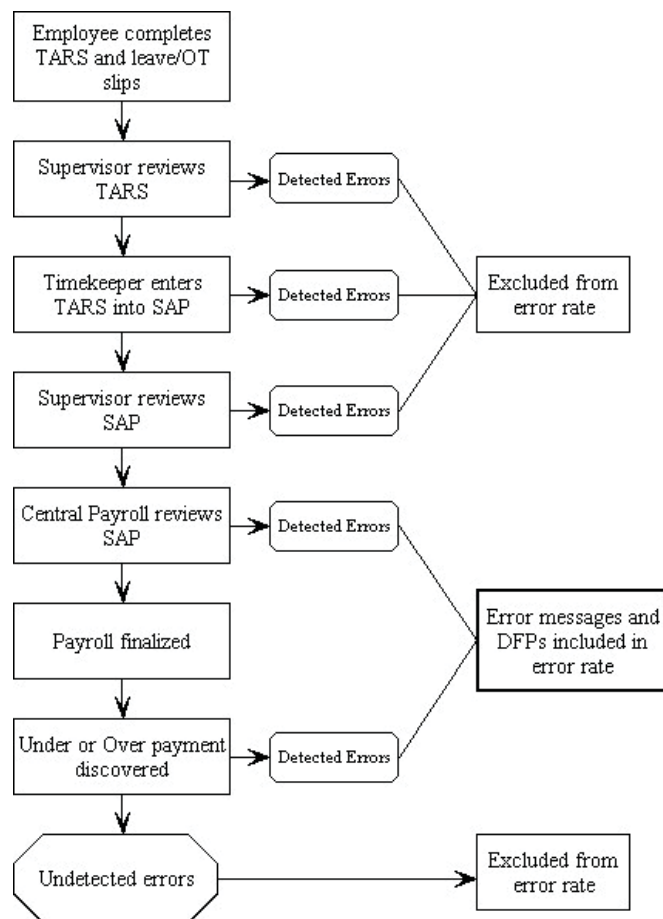 Employee completes
TARS and leave/OT
slips
Supervisor reviews
TARS
Detected Errors
Timekeeper enters
TARS into SAP
Detected Errors
Excluded from
error rate
Supervisor reviews
SAP
Detected Errors
Central Payroll reviews
SAP
Detected Errors
Payroll finalized
Error messages and
DFPs included in
error rate
Under or Over payment
discovered
Detected Errors
Undetected errors
Excluded from
error rate